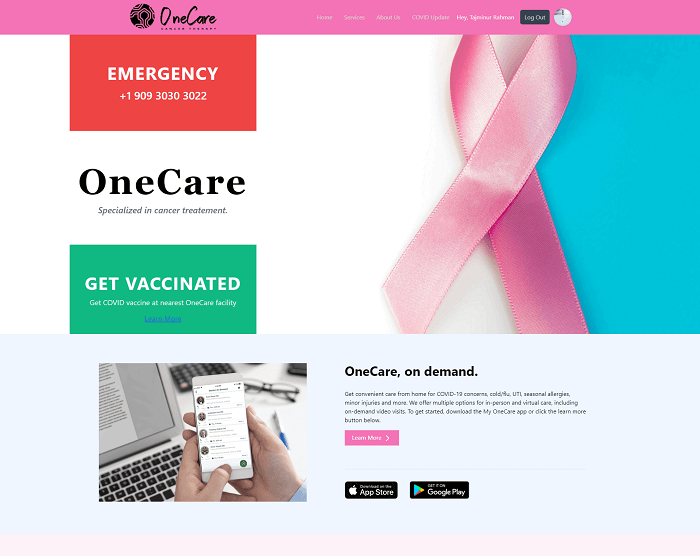 OneCare
CANCER THERAPY
Home Services About Us COVID Update Hey, Tajminur Rahman Log Out
EMERGENCY
+1 909 3030 3022
OneCare
Specialized in cancer treatement.
GET VACCINATED
Get COVID vaccine at nearest OneCare facility
Learn More
OneCare, on demand.
Get convenient care from home for COVID-19 concerns, cold/flu, UTI, seasonal allergies,
minor injuries and more. We offer multiple options for in-person and virtual care, including
on-demand video visits. To get started, download the My OneCare app or click the learn more
button below.
Learn More
Download on the
App Store
GET IT ON
Google Play